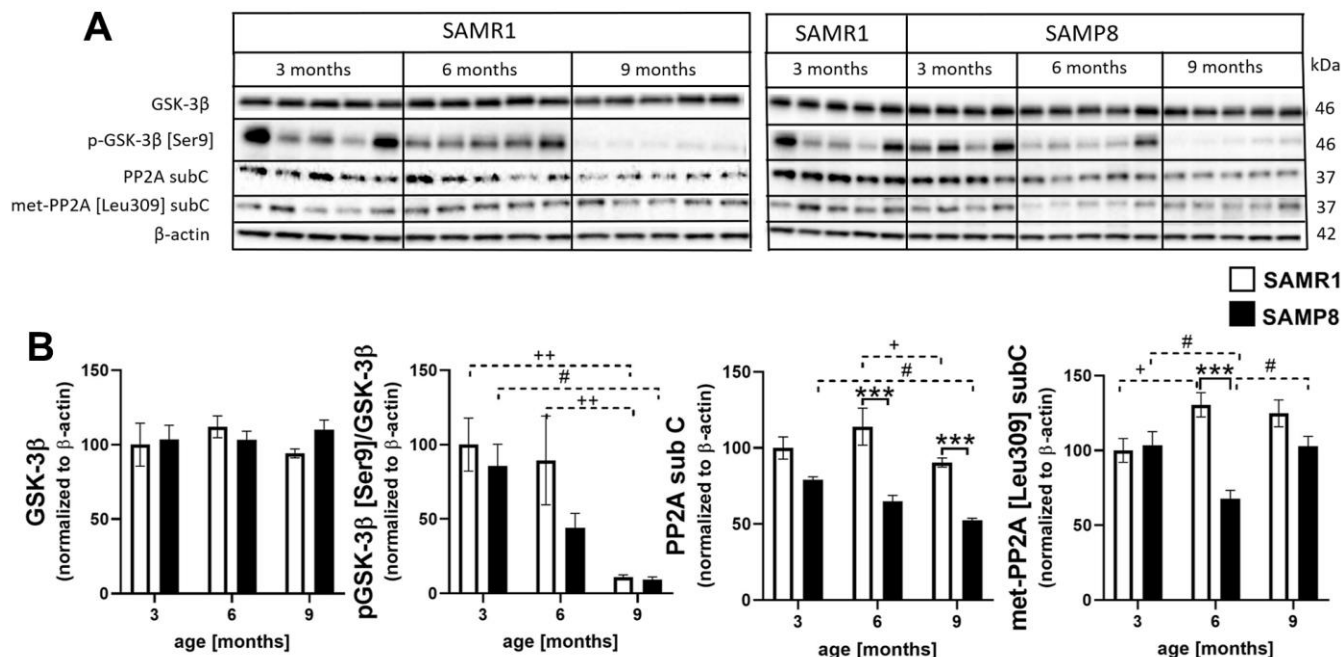 A
SAMR1
SAMR1 SAMP8
3 months 6 months 9 months
3 months 3 months 6 months 9 months kDa
GSK-3β 46
p-GSK-3β [Ser9] 46
PP2A subC 37
met-PP2A [Leu309] subC 37
β-actin 42
SAMR1
SAMP8
B
GSK-3β
(normalized to β-actin)
150
100
50
0
3 6 9
age [months]
pGSK-3β [Ser9]/GSK-3β
(normalized to β-actin)
150
100
50
0
++
#
++
3 6 9
age [months]
PP2A sub C
(normalized to β-actin)
150
100
50
0
+
#
***
***
3 6 9
age [months]
met-PP2A [Leu309] subC
(normalized to β-actin)
150
100
50
0
#
+ *** #
3 6 9
age [months]